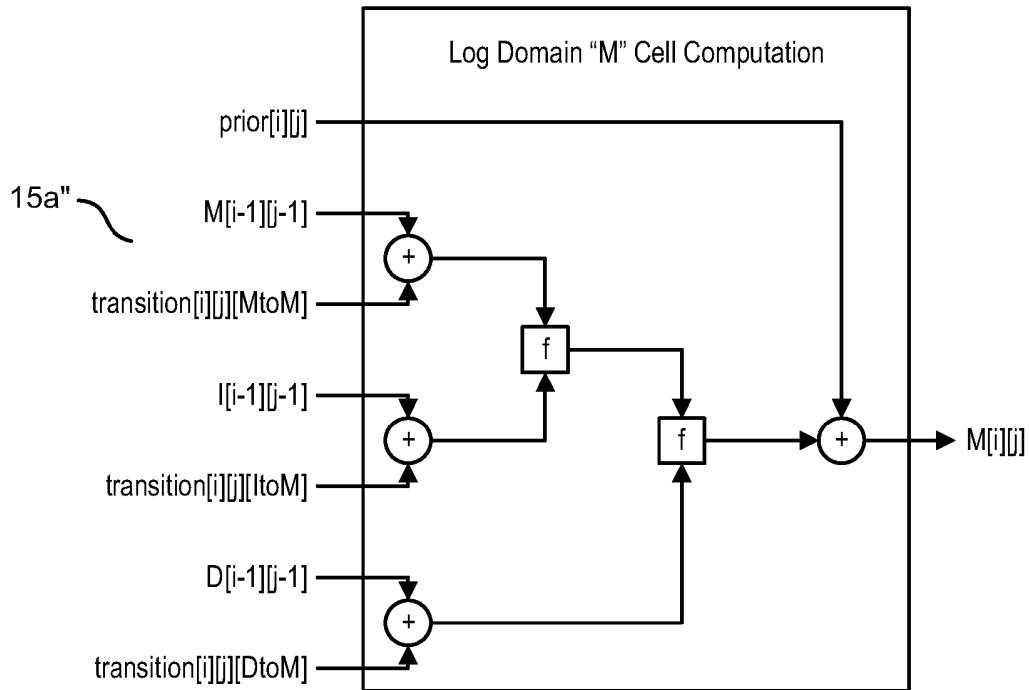 Log Domain “M” Cell Computation
prior[i][j]
15a"
M[i-1][j-1]
+
transition[i][j][MtoM]
f
I[i-1][j-1]
+
f
+
M[i][j]
transition[i][j][ItoM]
D[i-1][j-1]
+
transition[i][j][DtoM]